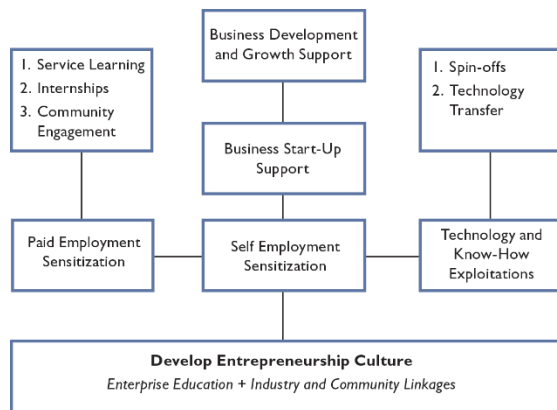 Business Development
and Growth Support
1. Service Learning
2. Internships
3. Community
Engagement
1. Spin-offs
2. Technology
Transfer
Business Start-Up
Support
Paid Employment
Sensitization
Self Employment
Sensitization
Technology and
Know-How
Exploitations
Develop Entrepreneurship Culture
Enterprise Education + Industry and Community Linkages